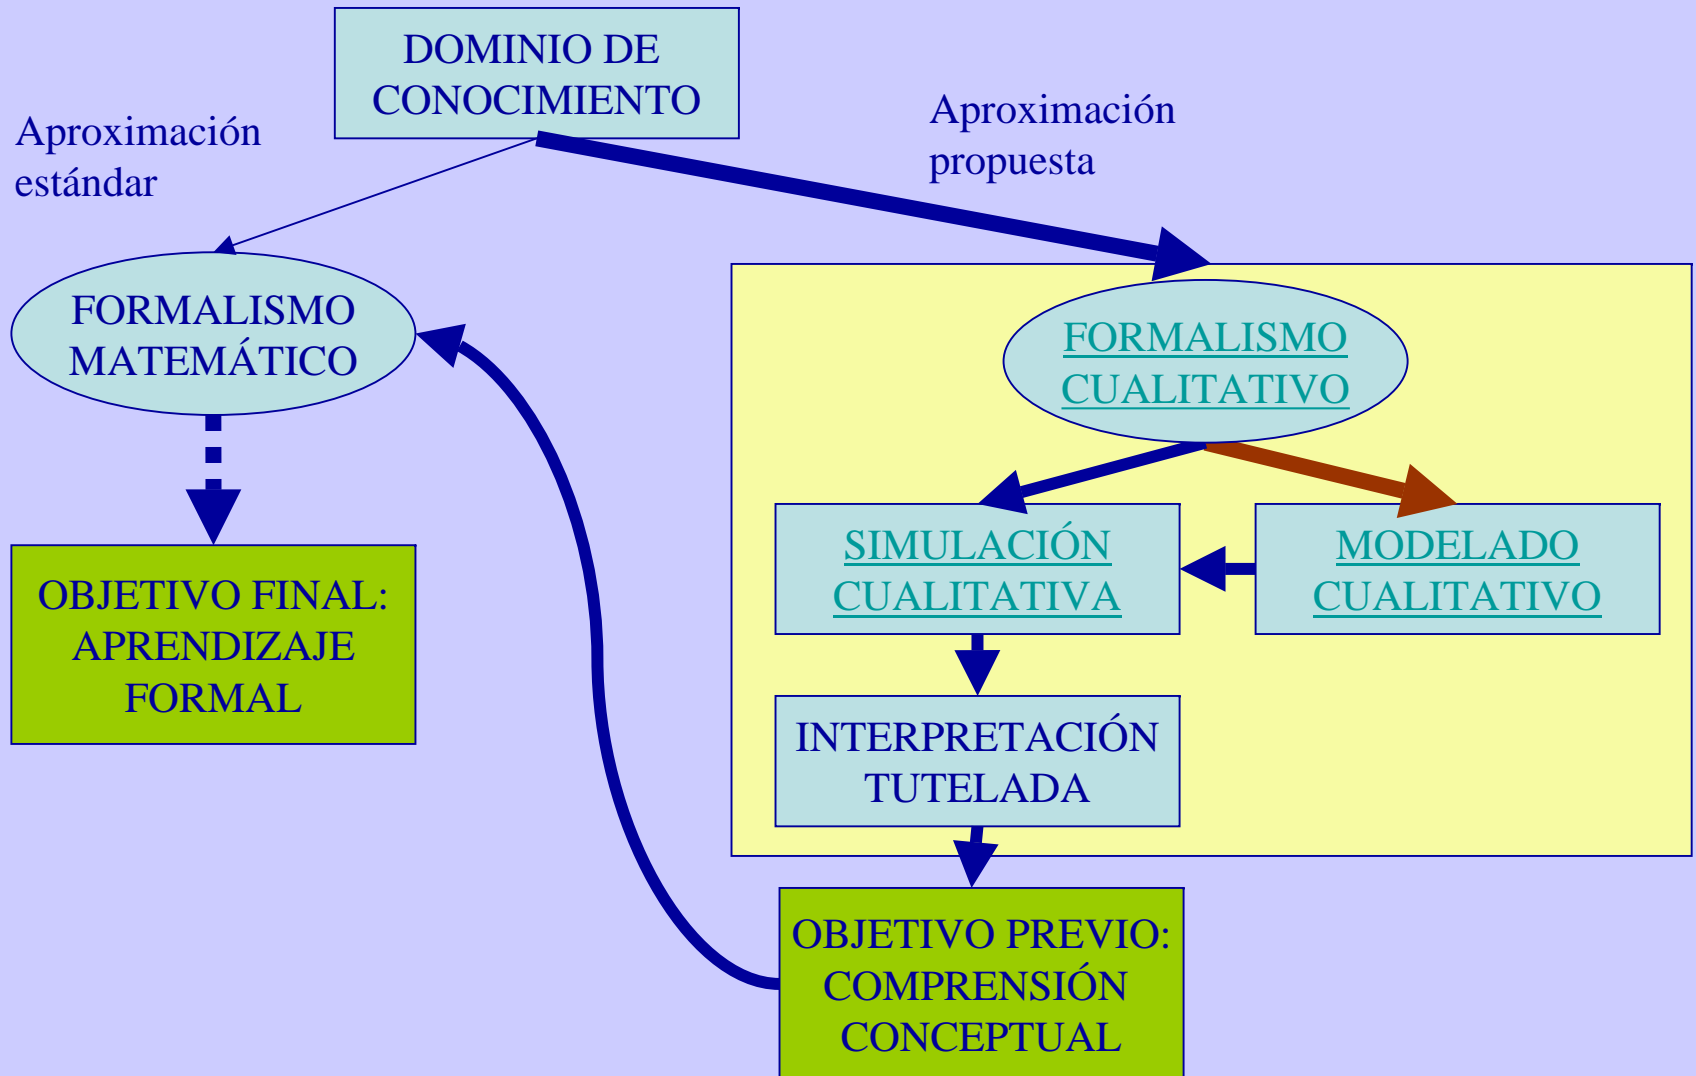 DOMINIO DE
CONOCIMIENTO
Aproximación
estándar
Aproximación
propuesta
FORMALISMO
MATEMÁTICO
FORMALISMO
CUALITATIVO
SIMULACIÓN
CUALITATIVA
MODELADO
CUALITATIVO
OBJETIVO FINAL:
APRENDIZAJE
FORMAL
INTERPRETACIÓN
TUTELADA
OBJETIVO PREVIO:
COMPRENSIÓN
CONCEPTUAL